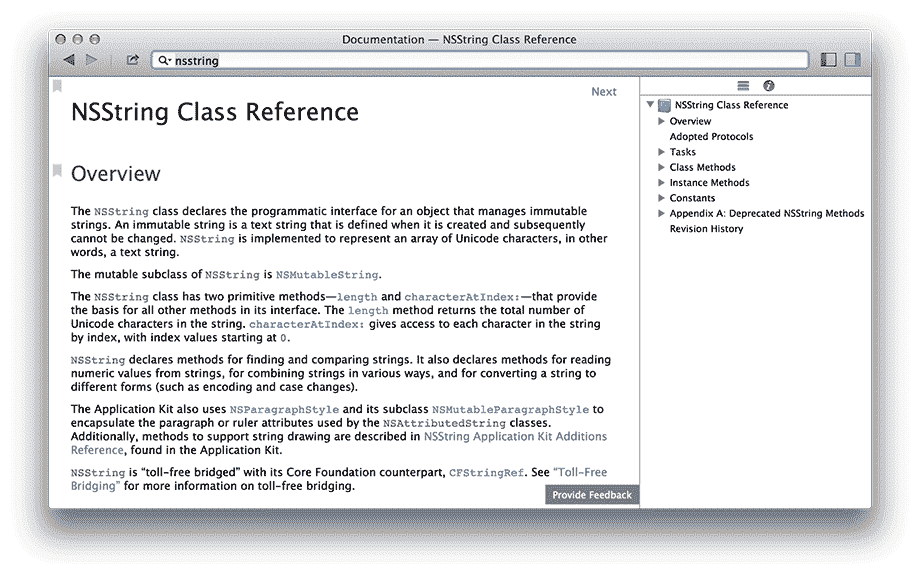 Documentation — NSString Class Reference
nsstring
Next
NSString Class Reference
Overview
The NSString class declares the programmatic interface for an object that manages immutable
strings. An immutable string is a text string that is defined when it is created and subsequently
cannot be changed. NSString is implemented to represent an array of Unicode characters, in other
words, a text string.
The mutable subclass of NSString is NSMutableString.
The NSString class has two primitive methods—length and characterAtIndex:—that provide
the basis for all other methods in its interface. The length method returns the total number of
Unicode characters in the string. characterAtIndex: gives access to each character in the string
by index, with index values starting at 0.
NSString declares methods for finding and comparing strings. It also declares methods for reading
numeric values from strings, for combining strings in various ways, and for converting a string to
different forms (such as encoding and case changes).
The Application Kit also uses NSParagraphStyle and its subclass NSMutableParagraphStyle to
encapsulate the paragraph or ruler attributes used by the NSAttributedString classes.
Additionally, methods to support string drawing are described in NSString Application Kit Additions
Reference, found in the Application Kit.
NSString is “toll-free bridged” with its Core Foundation counterpart, CFStringRef. See “Toll-Free
Bridging” for more information on toll-free bridging.
Provide Feedback
NSString Class Reference
Overview
Adopted Protocols
Tasks
Class Methods
Instance Methods
Constants
Appendix A: Deprecated NSString Methods
Revision History